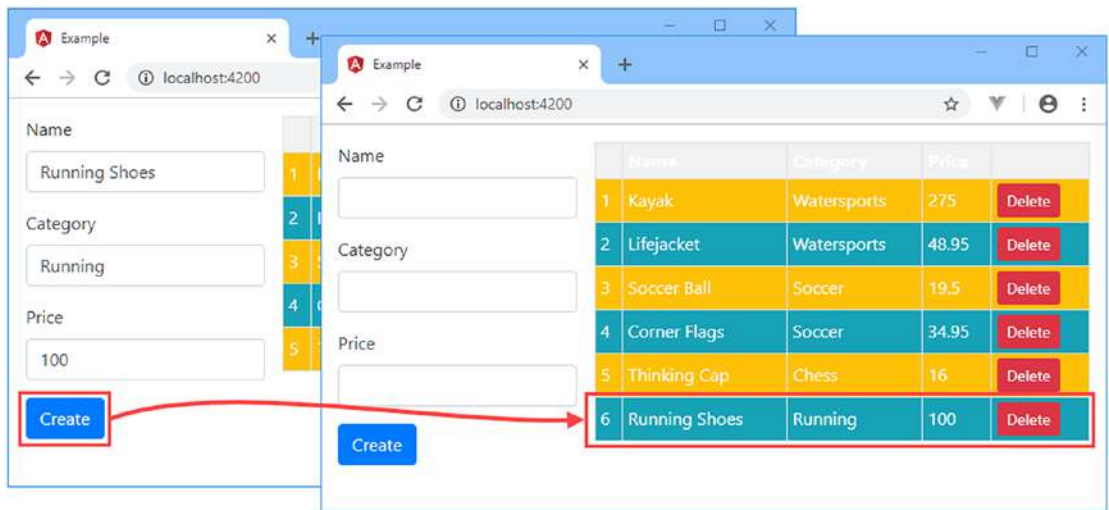 Example
localhost:4200
Name
Running Shoes
Category
Running
Price
100
Create
1
2
3
4
5
Example
localhost:4200
Name
Category
Price
Create
Name Category Price
1 Kayak Watersports 275 Delete
2 Lifejacket Watersports 48.95 Delete
3 Soccer Ball Soccer 19.5 Delete
4 Corner Flags Soccer 34.95 Delete
5 Thinking Cap Chess 16 Delete
6 Running Shoes Running 100 Delete